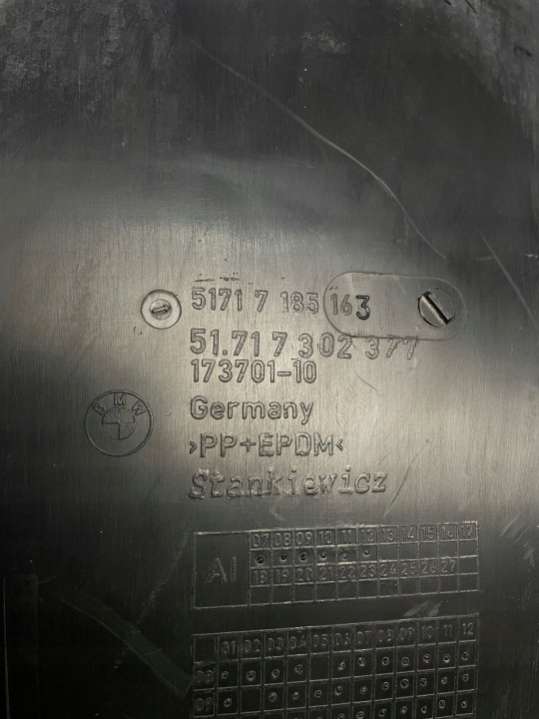 5171 7 185 163
51.71 7 302 377
173701-10
BMW
Germany
›PP+EPDM‹
Stankiewicz
07 08 09 10 11 12 13 14 15 16 17
AI
18 19 20 21 22 23 24 25 26 27
01 02 03 04 05 06 07 08 09 10 11 12
08
09